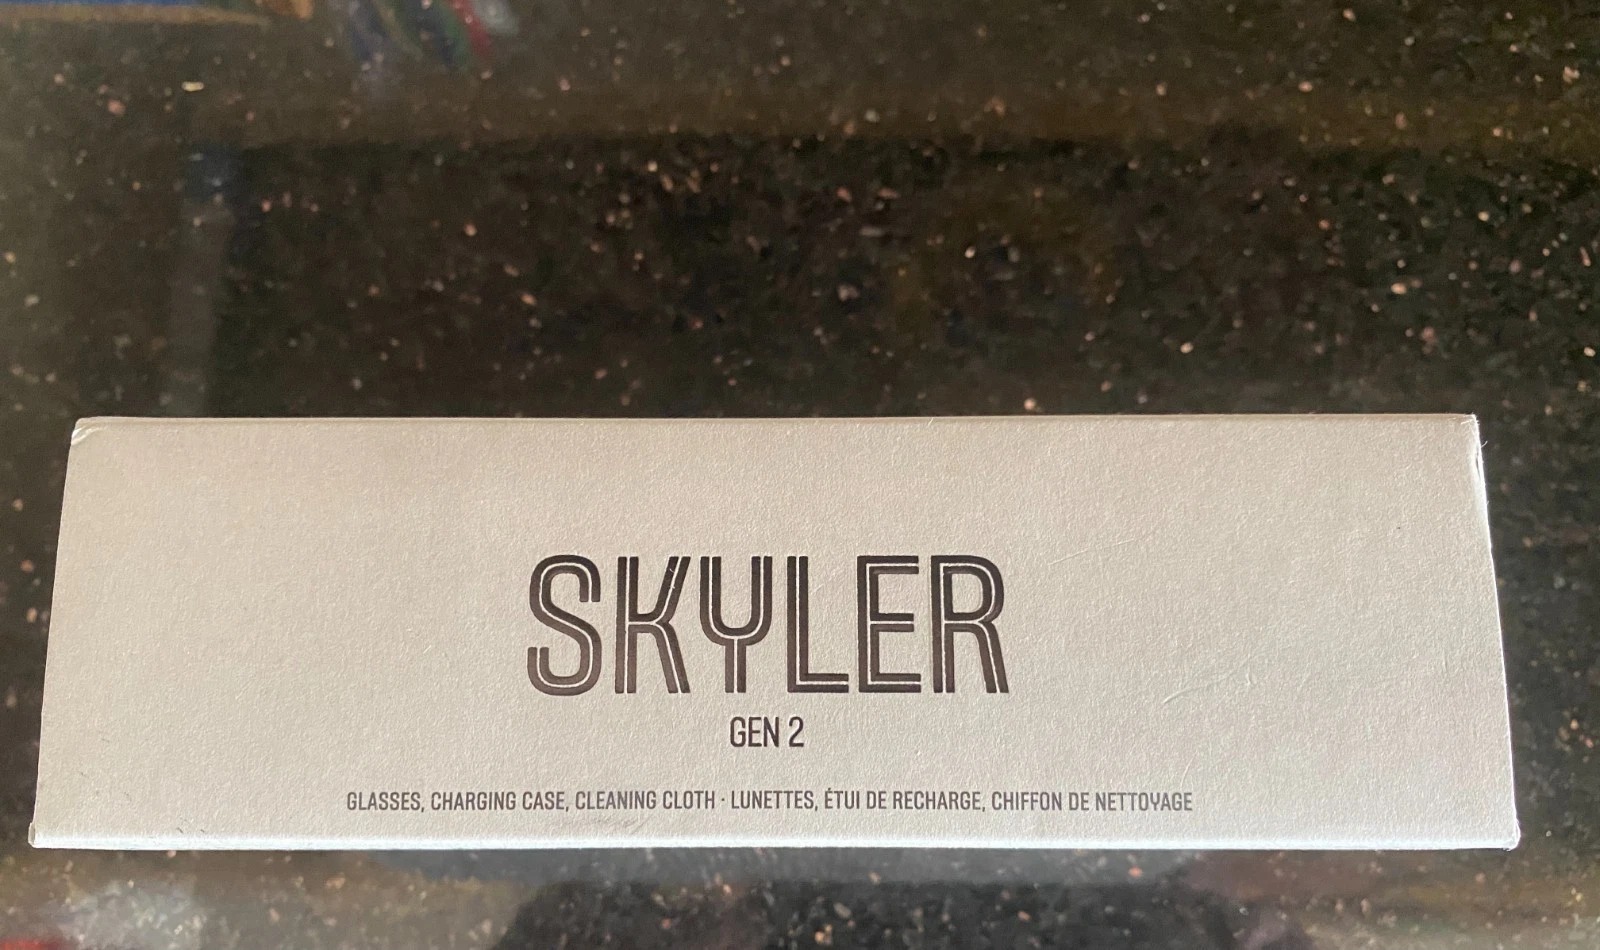 SKYLER
GEN 2
GLASSES, CHARGING CASE, CLEANING CLOTH · LUNETTES, ÉTUI DE RECHARGE, CHIFFON DE NETTOYAGE